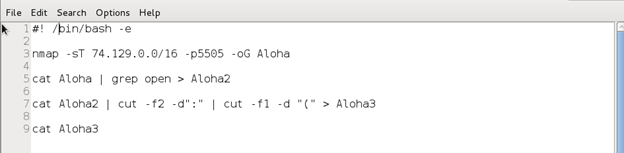 File Edit Search Options Help
1 #! /bin/bash -e
2
3 nmap -sT 74.129.0.0/16 -p5505 -oG Aloha
4
5 cat Aloha | grep open > Aloha2
6
7 cat Aloha2 | cut -f2 -d":" | cut -f1 -d "(" > Aloha3
8
9 cat Aloha3